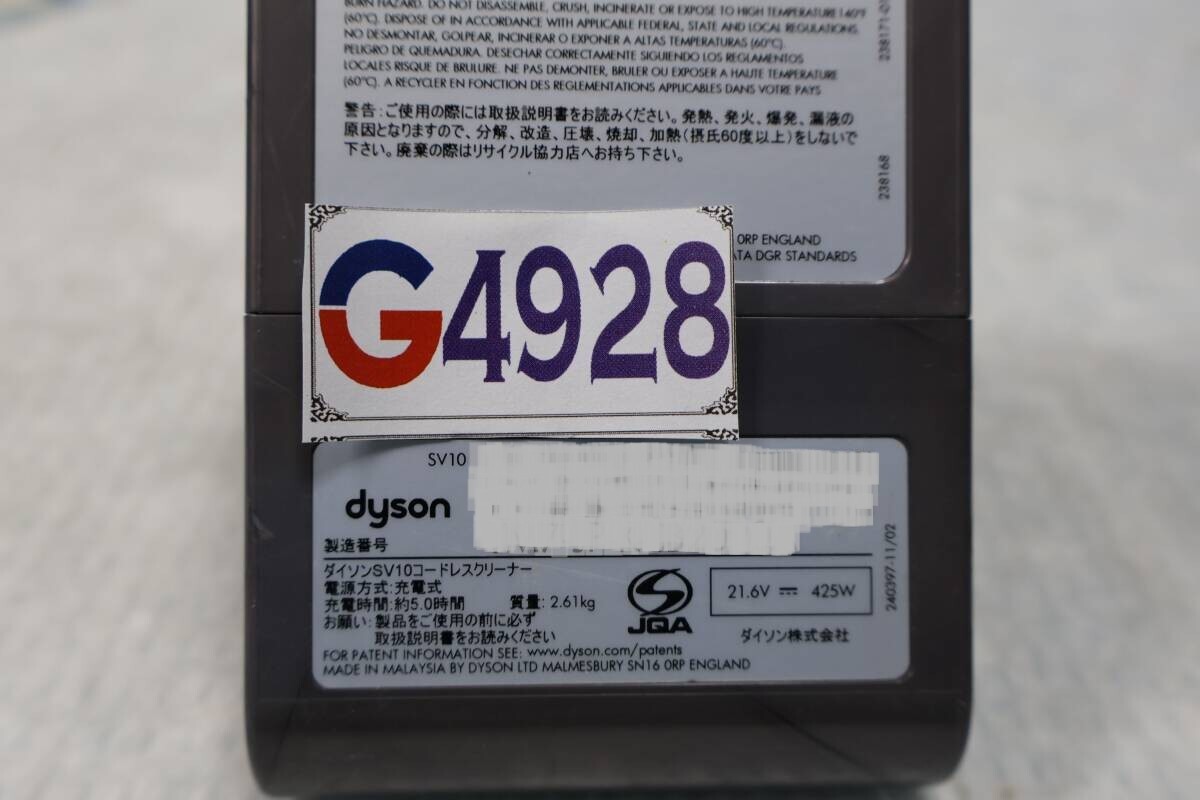 BURN HAZARD. DO NOT DISASSEMBLE, CRUSH, INCINERATE OR EXPOSE TO HIGH TEMPERATURE 140°F
(60°C). DISPOSE OF IN ACCORDANCE WITH APPLICABLE FEDERAL, STATE AND LOCAL REGULATIONS.
NO DESMONTAR, GOLPEAR, INCINERAR O EXPONER A ALTAS TEMPERATURAS (60°C).
PELIGRO DE QUEMADURA. DESECHAR CORRECTAMENTE SIGUIENDO LOS REGLAMENTOS
LOCALES RISQUE DE BRULURE. NE PAS DEMONTER, BRULER OU EXPOSER A HAUTE TEMPERATURE
(60°C). A RECYCLER EN FONCTION DES REGLEMENTATIONS APPLICABLES DANS VOTRE PAYS
警告:ご使用の際には取扱説明書をお読みください。発熱、発火、爆発、漏液の
原因となりますので、分解、改造、圧壊、焼却、加熱(摂氏60度以上)をしないで
下さい。廃棄の際はリサイクル協力店へお持ち下さい。
238168
0RP ENGLAND
ATA DGR STANDARDS
G4928
SV10
dyson
製造番号
ダイソンSV10コードレスクリーナー
電源方式:充電式
充電時間:約5.0時間 質量:2.61kg
お願い:製品をご使用の前に必ず
取扱説明書をお読みください
JQA
21.6V ⎓ 425W
ダイソン株式会社
240397-11/02
FOR PATENT INFORMATION SEE: www.dyson.com/patents
MADE IN MALAYSIA BY DYSON LTD MALMESBURY SN16 0RP ENGLAND